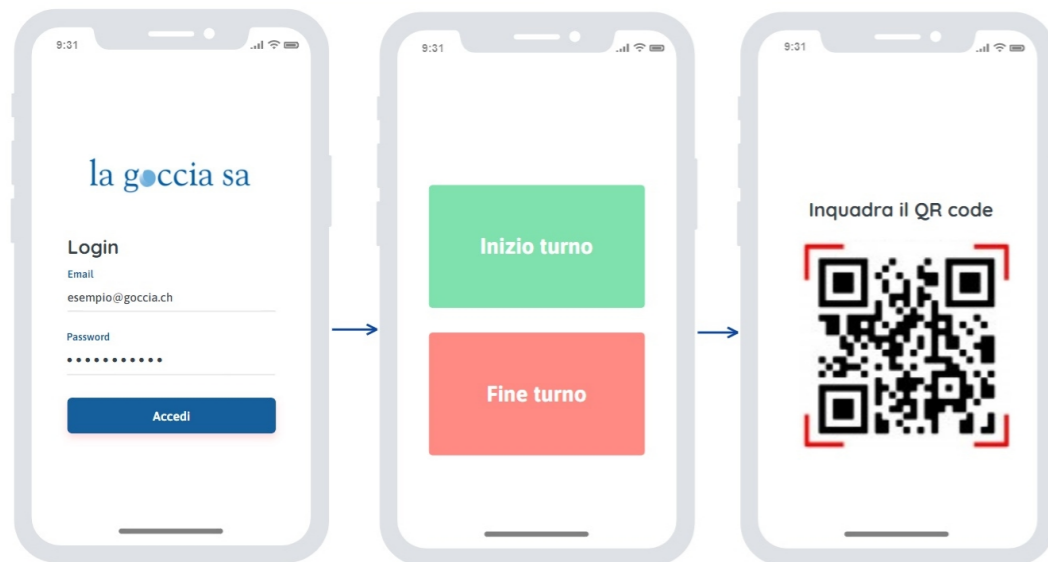 9:31
la goccia sa
Login
Email
esempio@goccia.ch
Password
Accedi
9:31
Inizio turno
Fine turno
9:31
Inquadra il QR code